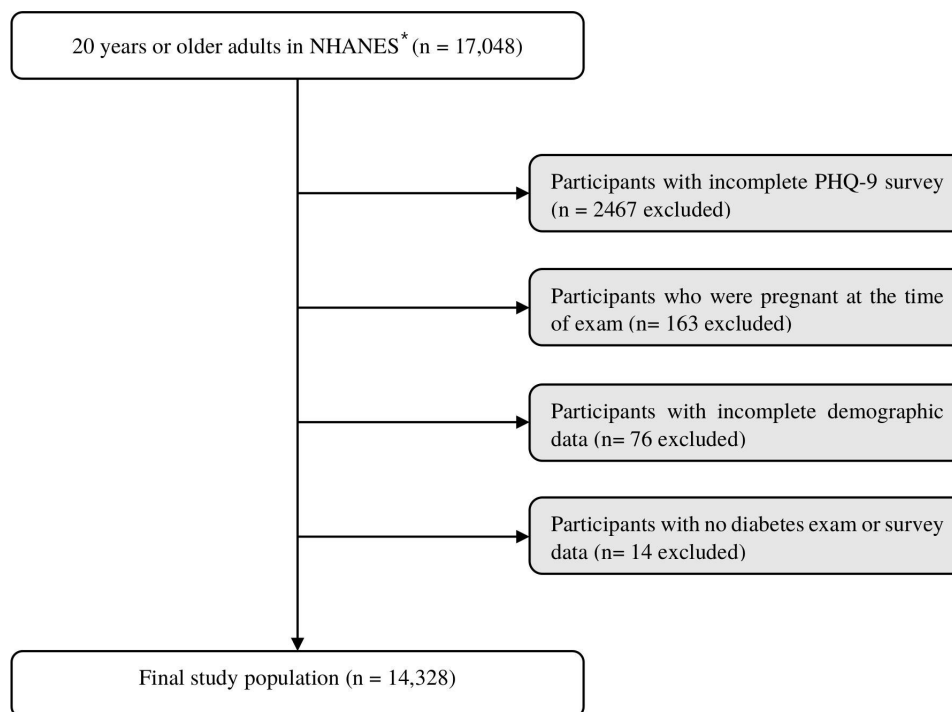 20 years or older adults in NHANES* (n = 17,048)
Participants with incomplete PHQ-9 survey
(n = 2467 excluded)
Participants who were pregnant at the time
of exam (n= 163 excluded)
Participants with incomplete demographic
data (n= 76 excluded)
Participants with no diabetes exam or survey
data (n= 14 excluded)
Final study population (n = 14,328)